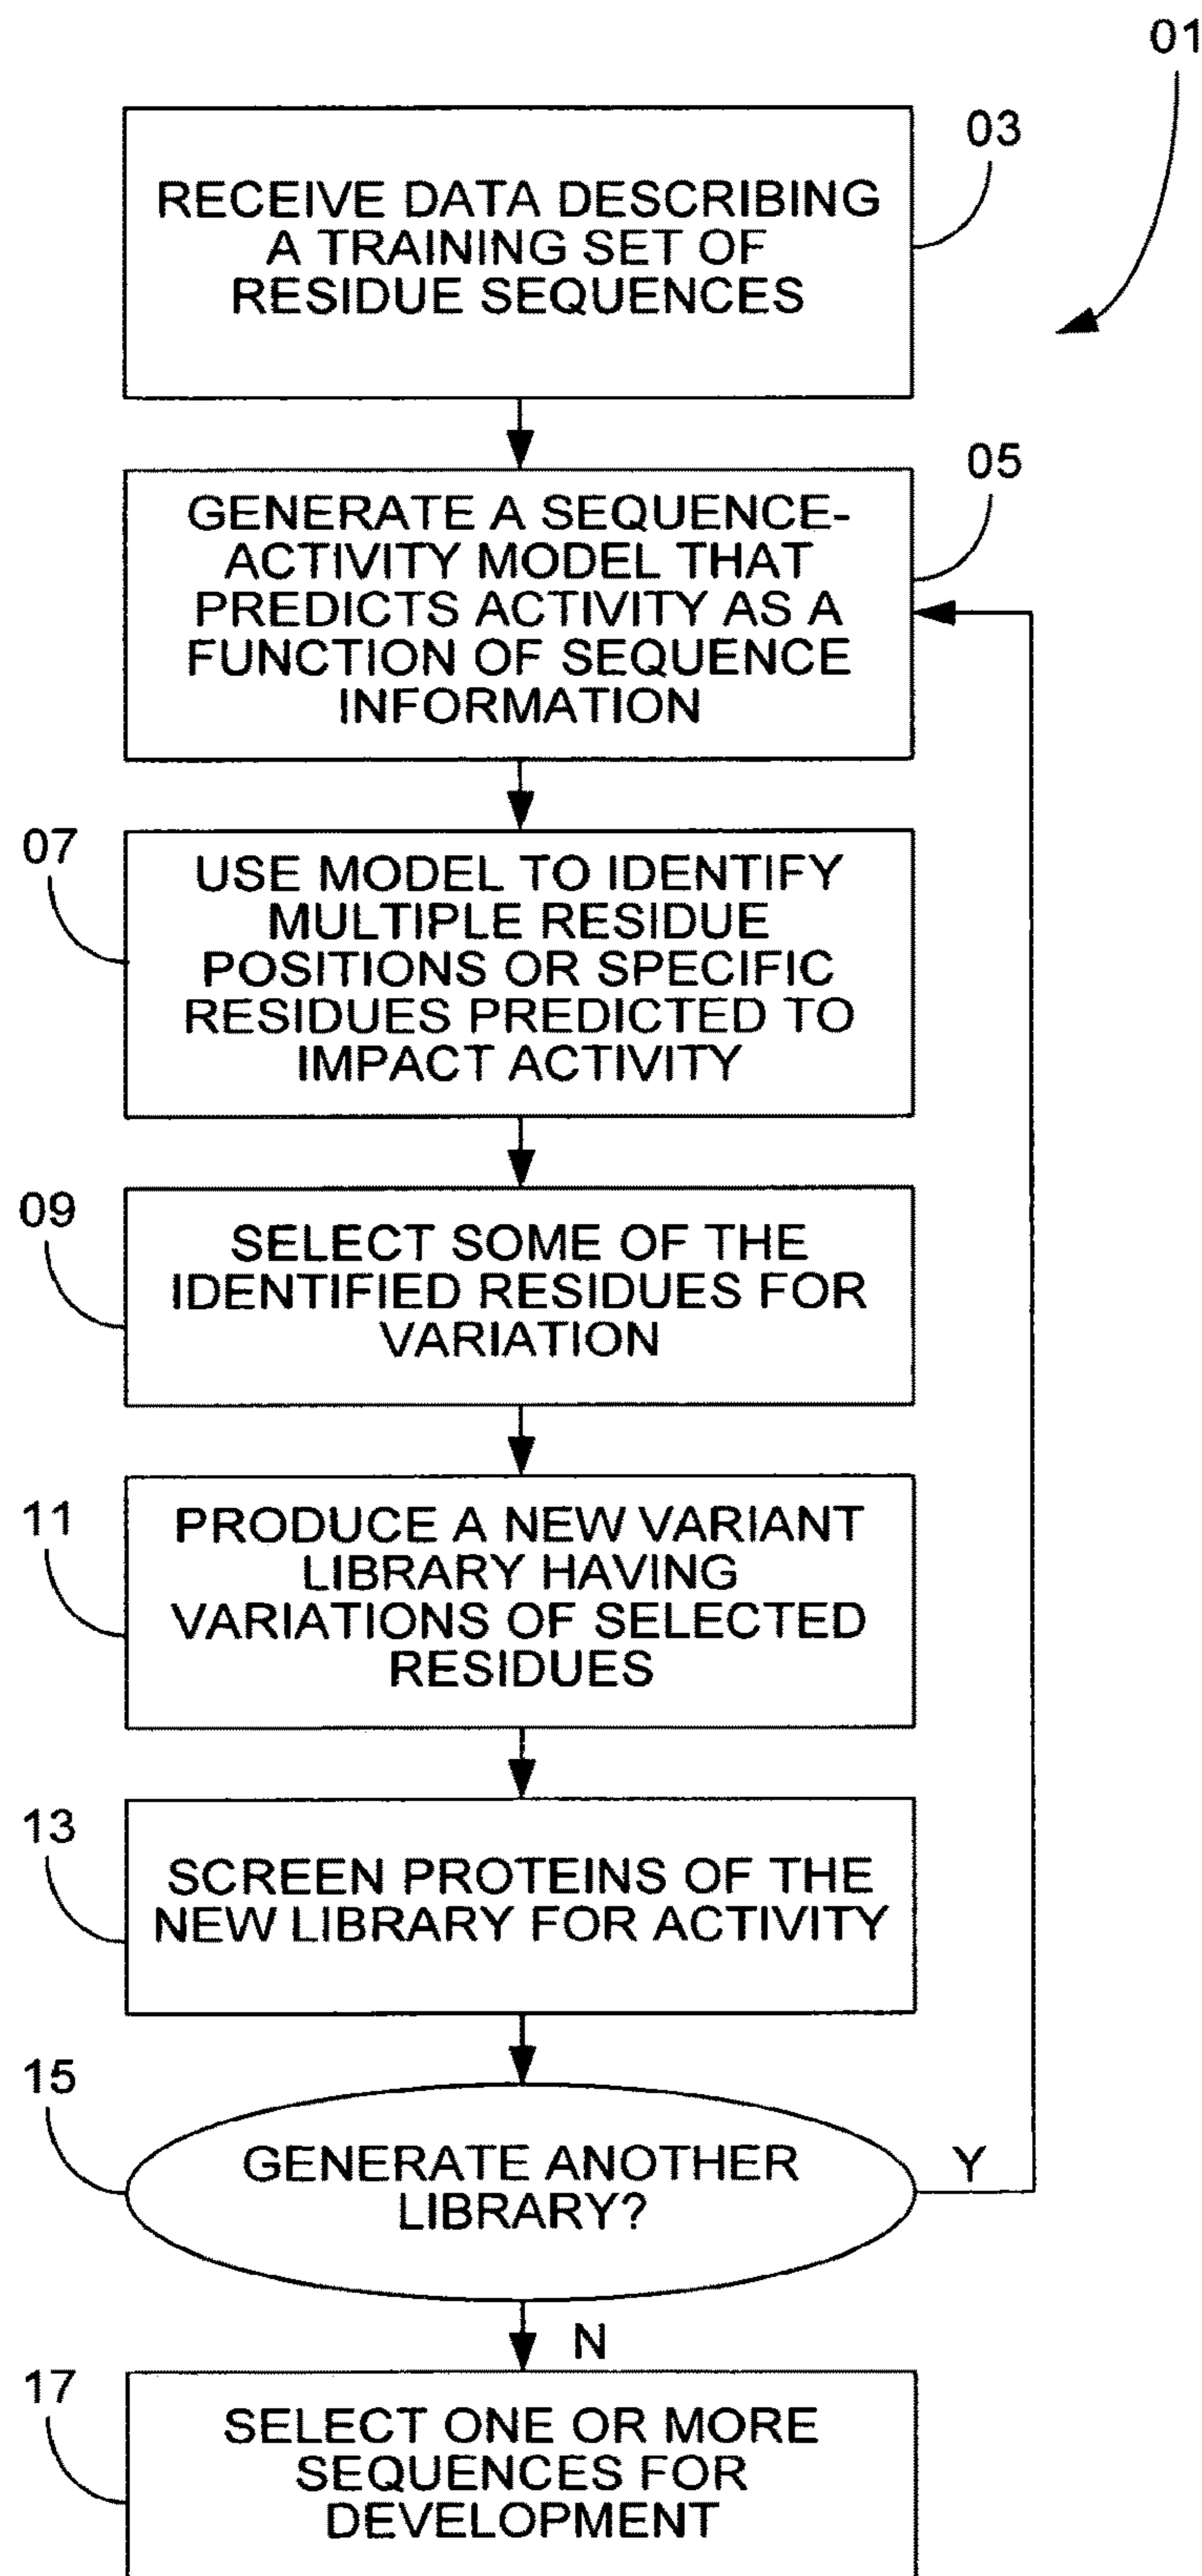 01
03
RECEIVE DATA DESCRIBING
A TRAINING SET OF
RESIDUE SEQUENCES
05
GENERATE A SEQUENCE-
ACTIVITY MODEL THAT
PREDICTS ACTIVITY AS A
FUNCTION OF SEQUENCE
INFORMATION
07
USE MODEL TO IDENTIFY
MULTIPLE RESIDUE
POSITIONS OR SPECIFIC
RESIDUES PREDICTED TO
IMPACT ACTIVITY
09
SELECT SOME OF THE
IDENTIFIED RESIDUES FOR
VARIATION
11
PRODUCE A NEW VARIANT
LIBRARY HAVING
VARIATIONS OF SELECTED
RESIDUES
13
SCREEN PROTEINS OF THE
NEW LIBRARY FOR ACTIVITY
15
GENERATE ANOTHER
LIBRARY?
Y
N
17
SELECT ONE OR MORE
SEQUENCES FOR
DEVELOPMENT